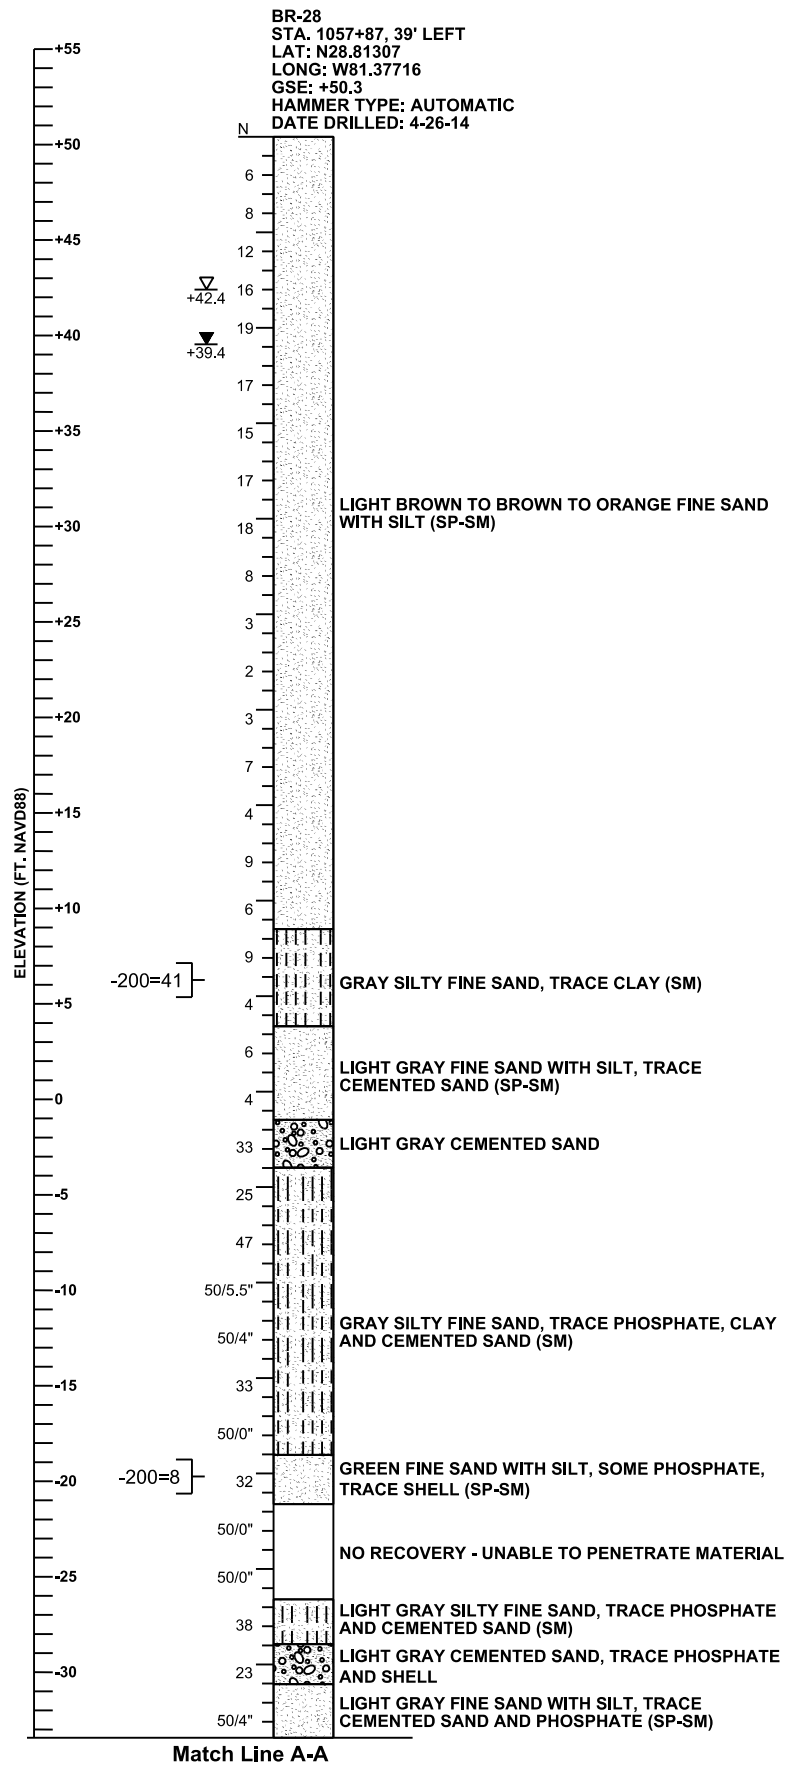 BR-28
STA. 1057+87, 39' LEFT
LAT: N28.81307
LONG: W81.37716
GSE: +50.3
HAMMER TYPE: AUTOMATIC
DATE DRILLED: 4-26-14
N
+55
+50
+45
+40
+35
+30
+25
+20
+15
+10
+5
0
-5
-10
-15
-20
-25
-30
ELEVATION (FT. NAVD88)
+42.4
+39.4
-200=41
-200=8
6
8
12
16
19
17
15
17
18
8
3
2
3
7
4
9
6
9
4
6
4
33
25
47
50/5.5"
50/4"
33
50/0"
32
50/0"
50/0"
38
23
50/4"
LIGHT BROWN TO BROWN TO ORANGE FINE SAND
WITH SILT (SP-SM)
GRAY SILTY FINE SAND, TRACE CLAY (SM)
LIGHT GRAY FINE SAND WITH SILT, TRACE
CEMENTED SAND (SP-SM)
LIGHT GRAY CEMENTED SAND
GRAY SILTY FINE SAND, TRACE PHOSPHATE, CLAY
AND CEMENTED SAND (SM)
GREEN FINE SAND WITH SILT, SOME PHOSPHATE,
TRACE SHELL (SP-SM)
NO RECOVERY - UNABLE TO PENETRATE MATERIAL
LIGHT GRAY SILTY FINE SAND, TRACE PHOSPHATE
AND CEMENTED SAND (SM)
LIGHT GRAY CEMENTED SAND, TRACE PHOSPHATE
AND SHELL
LIGHT GRAY FINE SAND WITH SILT, TRACE
CEMENTED SAND AND PHOSPHATE (SP-SM)
Match Line A-A